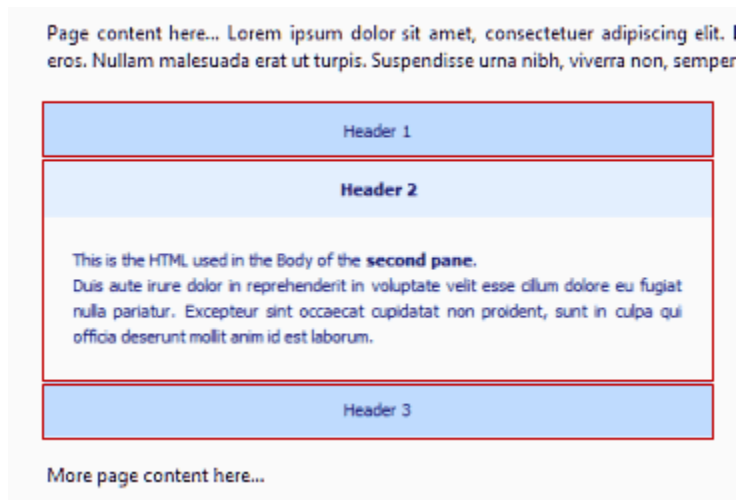 Page content here... Lorem ipsum dolor sit amet, consectetuer adipiscing elit.
eros. Nullam malesuada erat ut turpis. Suspendisse urna nibh, viverra non, semper
Header 1
Header 2
This is the HTML used in the Body of the second pane.
Duis aute irure dolor in reprehenderit in voluptate velit esse cillum dolore eu fugiat
nulla pariatur. Excepteur sint occaecat cupidatat non proident, sunt in culpa qui
officia deserunt mollit anim id est laborum.
Header 3
More page content here...